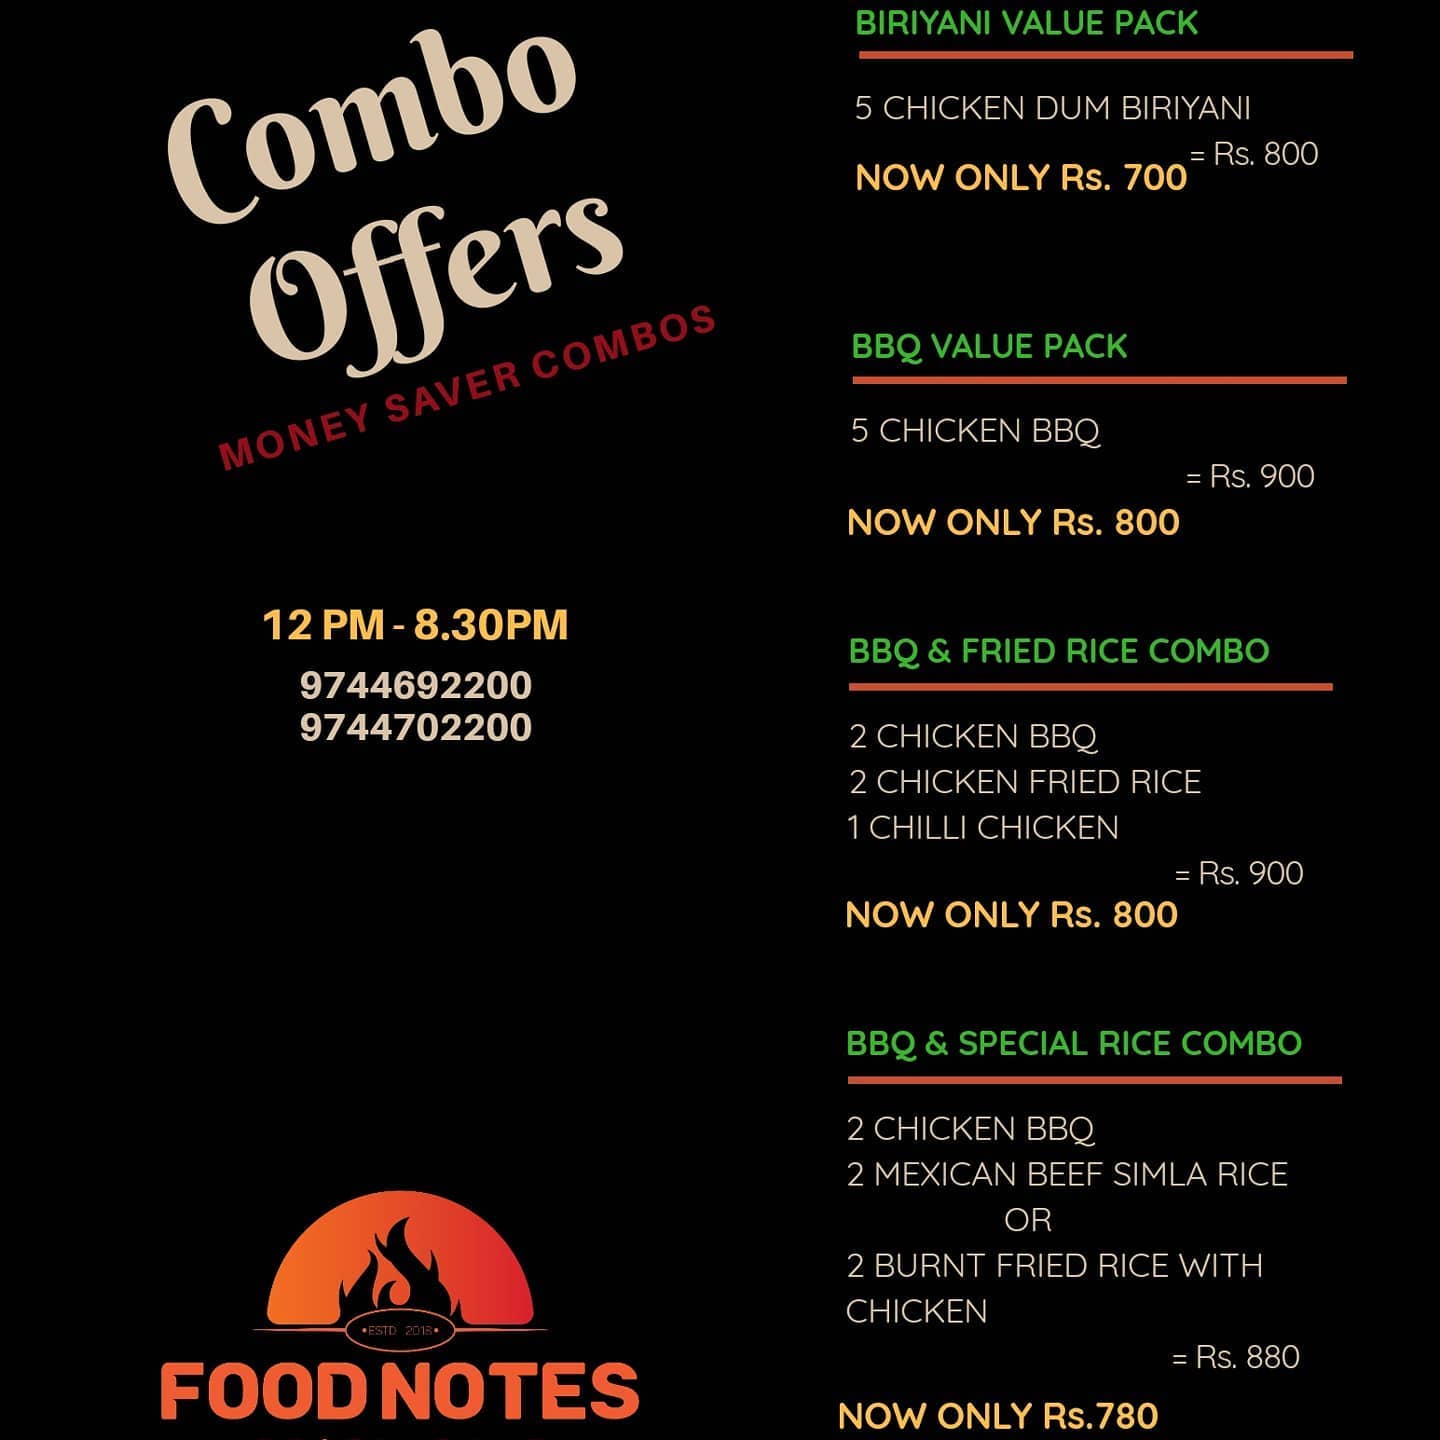 Combo
Offers
MONEY SAVER COMBOS
12 PM - 8.30PM
9744692200
9744702200
•ESTD 2018•
FOOD NOTES
BIRIYANI VALUE PACK
5 CHICKEN DUM BIRIYANI
= Rs. 800
NOW ONLY Rs. 700
BBQ VALUE PACK
5 CHICKEN BBQ
= Rs. 900
NOW ONLY Rs. 800
BBQ & FRIED RICE COMBO
2 CHICKEN BBQ
2 CHICKEN FRIED RICE
1 CHILLI CHICKEN
= Rs. 900
NOW ONLY Rs. 800
BBQ & SPECIAL RICE COMBO
2 CHICKEN BBQ
2 MEXICAN BEEF SIMLA RICE
OR
2 BURNT FRIED RICE WITH
CHICKEN
= Rs. 880
NOW ONLY Rs.780